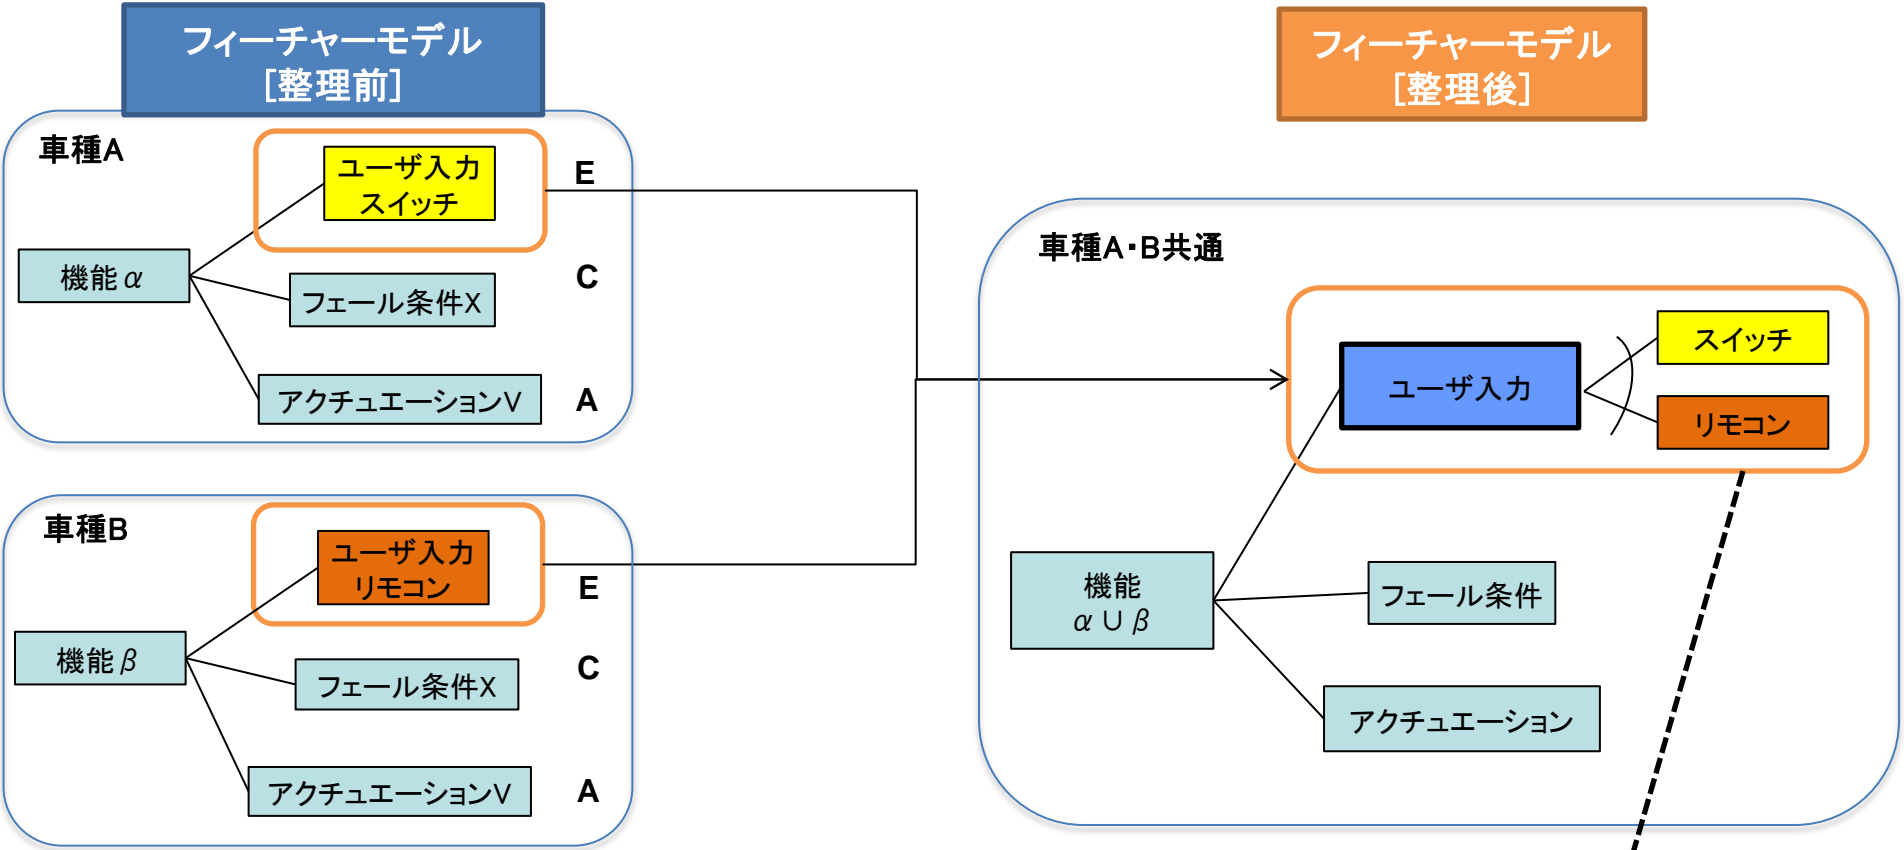 フィーチャーモデル
[整理前]
車種A
ユーザ入力
スイッチ
E
機能α
フェール条件X
C
アクチュエーションV
A
車種B
ユーザ入力
リモコン
E
機能β
フェール条件X
C
アクチュエーションV
A
フィーチャーモデル
[整理後]
車種A・B共通
ユーザ入力
スイッチ
リモコン
機能
α ∪ β
フェール条件
アクチュエーション